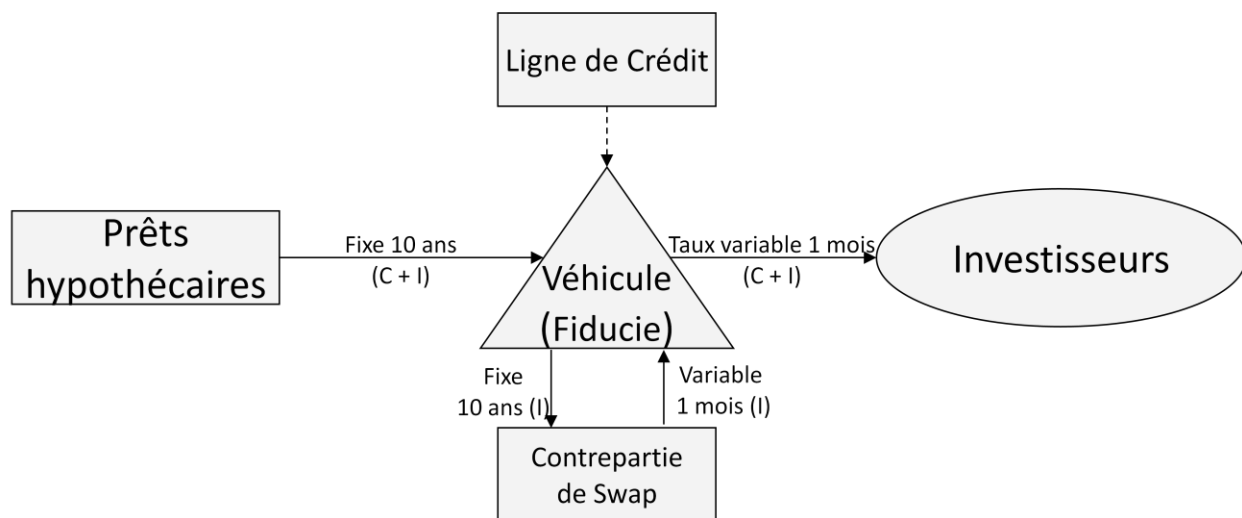 Ligne de Crédit
Prêts
hypothécaires
Fixe 10 ans
(C + I)
Véhicule
(Fiducie)
Taux variable 1 mois
(C + I)
Investisseurs
Fixe
10 ans (I)
Variable
1 mois (I)
Contrepartie
de Swap